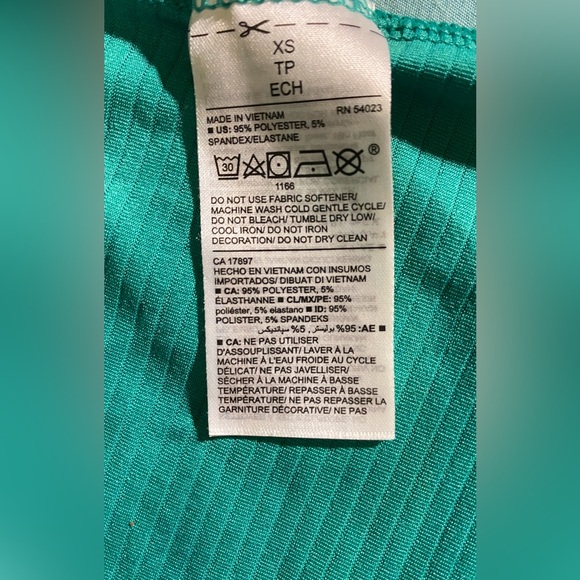 XS
TP
ECH
MADE IN VIETNAM RN 54023
■ US: 95% POLYESTER, 5%
SPANDEX/ELASTANE
30 ®
1166
DO NOT USE FABRIC SOFTENER/
MACHINE WASH COLD GENTLE CYCLE/
DO NOT BLEACH/ TUMBLE DRY LOW/
COOL IRON/ DO NOT IRON
DECORATION/ DO NOT DRY CLEAN
CA 17897
HECHO EN VIETNAM CON INSUMOS
IMPORTADOS/ DIBUAT DI VIETNAM
■ CA: 95% POLYESTER, 5%
ÉLASTHANNE ■ CL/MX/PE: 95%
poliéster, 5% elastano ■ ID: 95%
POLISTER, 5% SPANDEKS
■ AE: 95% بوليستر, 5% سباندكس
■ CA: NE PAS UTILISER
D'ASSOUPLISSANT/ LAVER À LA
MACHINE À L'EAU FROIDE AU CYCLE
DÉLICAT/ NE PAS JAVELLISER/
SÉCHER À LA MACHINE À BASSE
TEMPÉRATURE/ REPASSER À BASSE
TEMPÉRATURE/ NE PAS REPASSER LA
GARNITURE DÉCORATIVE/ NE PAS